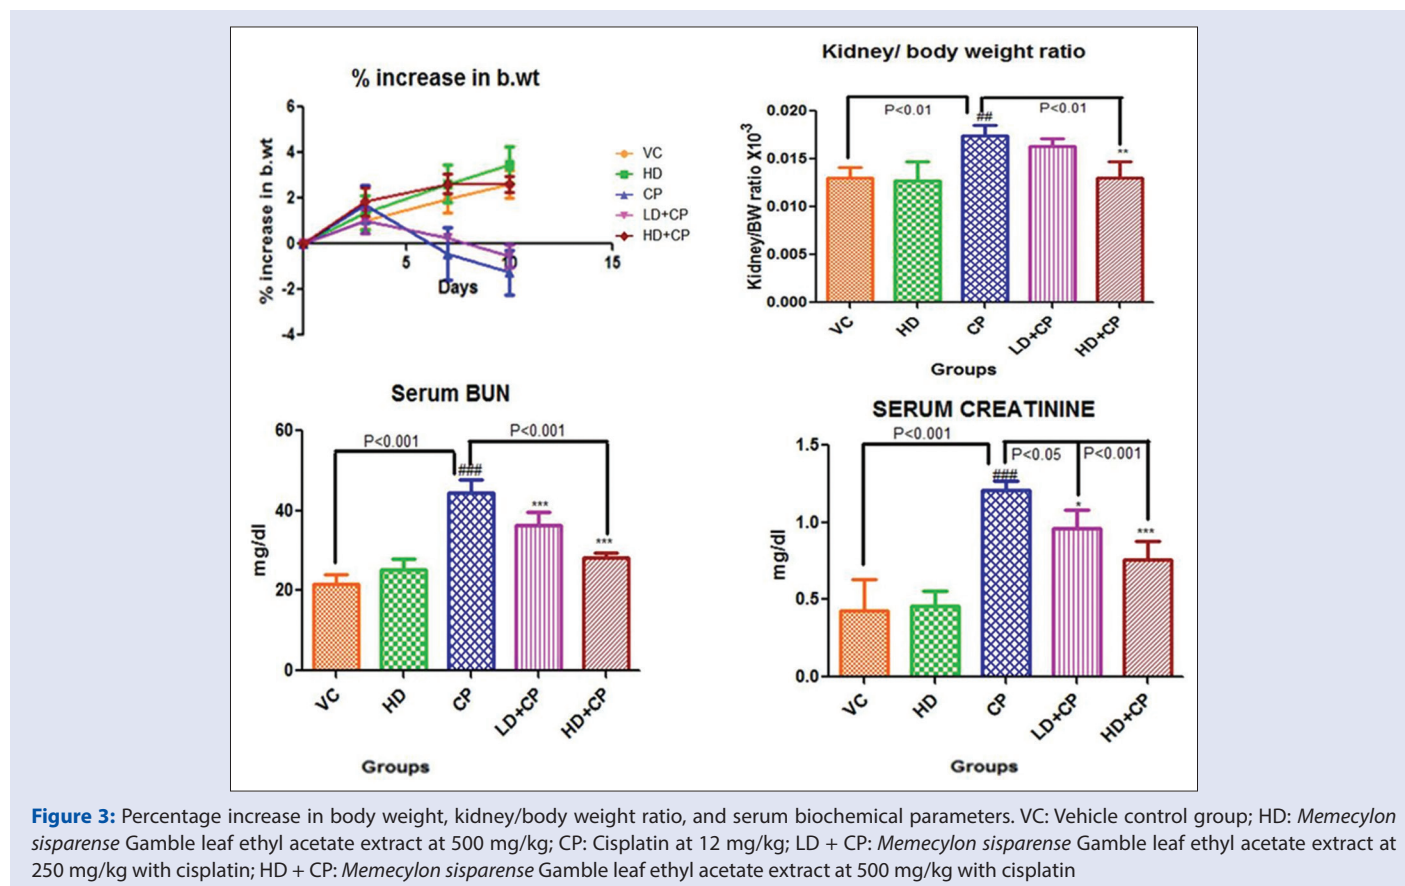 % increase in b.wt
6
4
2
0
-2
-4
% increase in b.wt
5
10
15
Days
VC
HD
CP
LD+CP
HD+CP
Kidney/ body weight ratio
0.020
0.015
0.010
0.005
0.000
Kidney/BW ratio X10-3
P<0.01
P<0.01
##
**
VC
HD
CP
LD+CP
HD+CP
Groups
Serum BUN
60
40
20
0
mg/dl
P<0.001
P<0.001
###
***
***
VC
HD
CP
LD+CP
HD+CP
Groups
SERUM CREATININE
1.5
1.0
0.5
0.0
mg/dl
P<0.001
P<0.05
P<0.001
###
*
***
VC
HD
CP
LD+CP
HD+CP
Groups
Figure 3: Percentage increase in body weight, kidney/body weight ratio, and serum biochemical parameters. VC: Vehicle control group; HD: Memecylon
sisparense Gamble leaf ethyl acetate extract at 500 mg/kg; CP: Cisplatin at 12 mg/kg; LD + CP: Memecylon sisparense Gamble leaf ethyl acetate extract at
250 mg/kg with cisplatin; HD + CP: Memecylon sisparense Gamble leaf ethyl acetate extract at 500 mg/kg with cisplatin